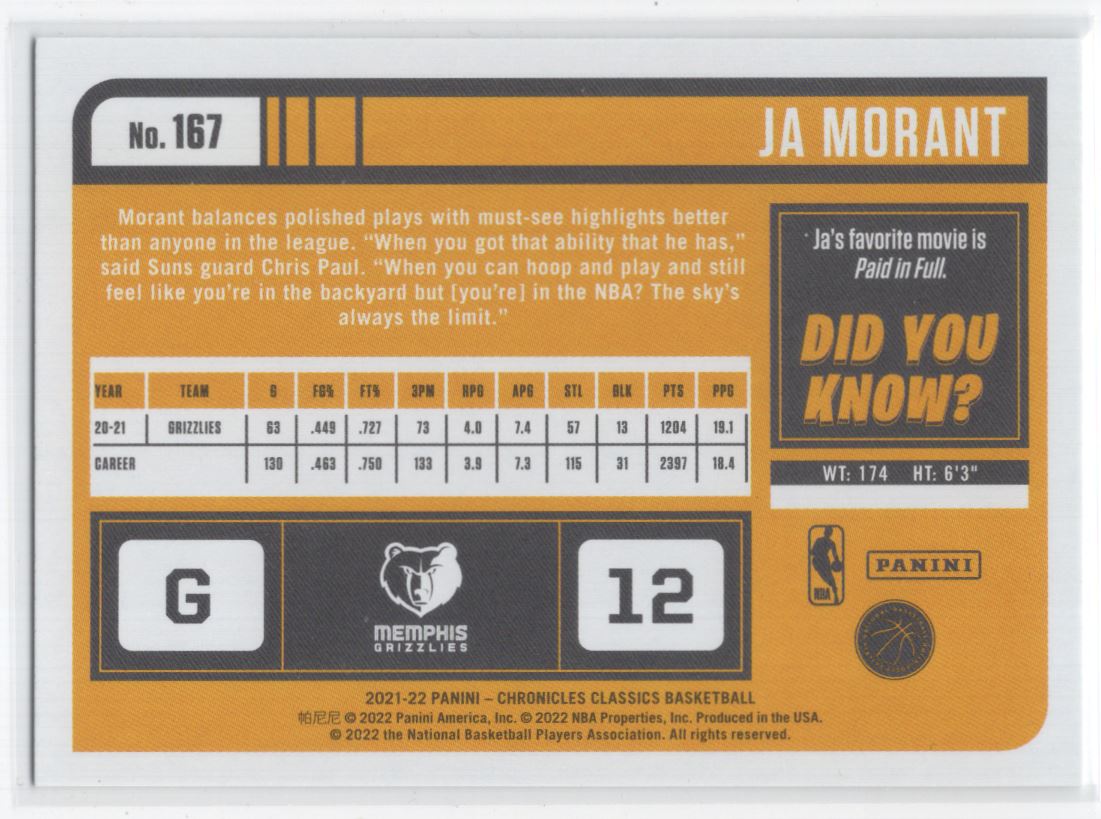 No. 167
JA MORANT
Morant balances polished plays with must-see highlights better
than anyone in the league. “When you got that ability that he has,”
said Suns guard Chris Paul. “When you can hoop and play and still
feel like you’re in the backyard but [you’re] in the NBA? The sky’s
always the limit.”
Ja's favorite movie is
Paid in Full.
DID YOU
KNOW?
YEAR TEAM G FG% FT% 3PM RPG APG STL BLK PTS PPG
20-21 GRIZZLIES 63 .449 .727 73 4.0 7.4 57 13 1204 19.1
CAREER 130 .463 .750 133 3.9 7.3 115 31 2397 18.4
WT: 174 HT: 6'3"
G
MEMPHIS
GRIZZLIES
12
NBA
PANINI
2021-22 PANINI – CHRONICLES CLASSICS BASKETBALL
帕尼尼 © 2022 Panini America, Inc. © 2022 NBA Properties, Inc. Produced in the USA.
© 2022 the National Basketball Players Association. All rights reserved.